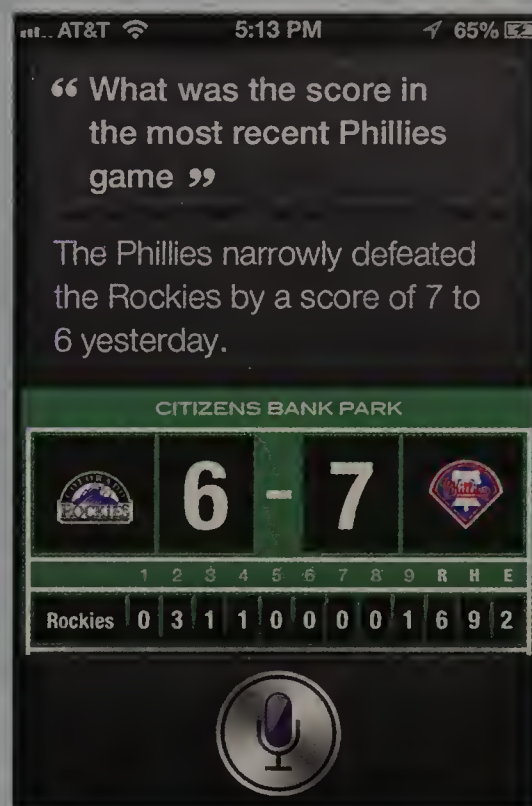 AT&T 5:13 PM 65%
“ What was the score in
the most recent Phillies
game ”
The Phillies narrowly defeated
the Rockies by a score of 7 to
6 yesterday.
CITIZENS BANK PARK
COLORADO
ROCKIES
6 - 7
Phillies
1 2 3 4 5 6 7 8 9 R H E
Rockies 0 3 1 1 0 0 0 0 1 6 9 2